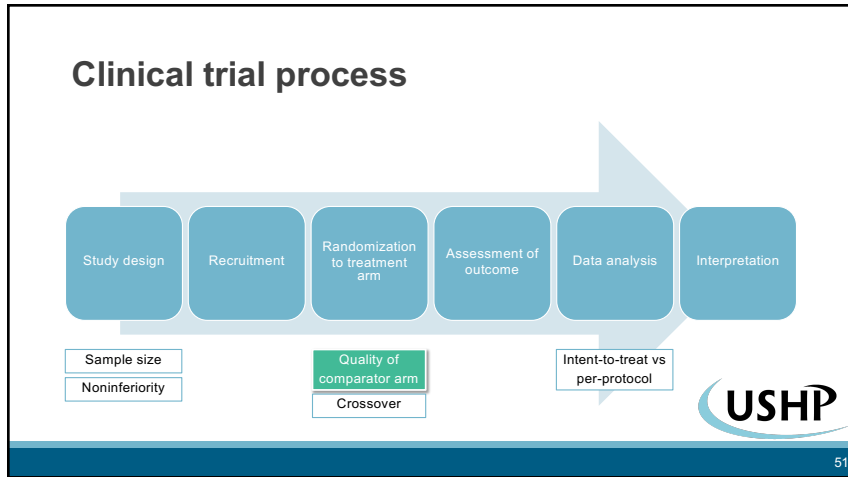 Clinical trial process
Study design
Recruitment
Randomization
to treatment
arm
Assessment of
outcome
Data analysis
Interpretation
Sample size
Noninferiority
Quality of
comparator arm
Crossover
Intent-to-treat vs
per-protocol
USHP
51